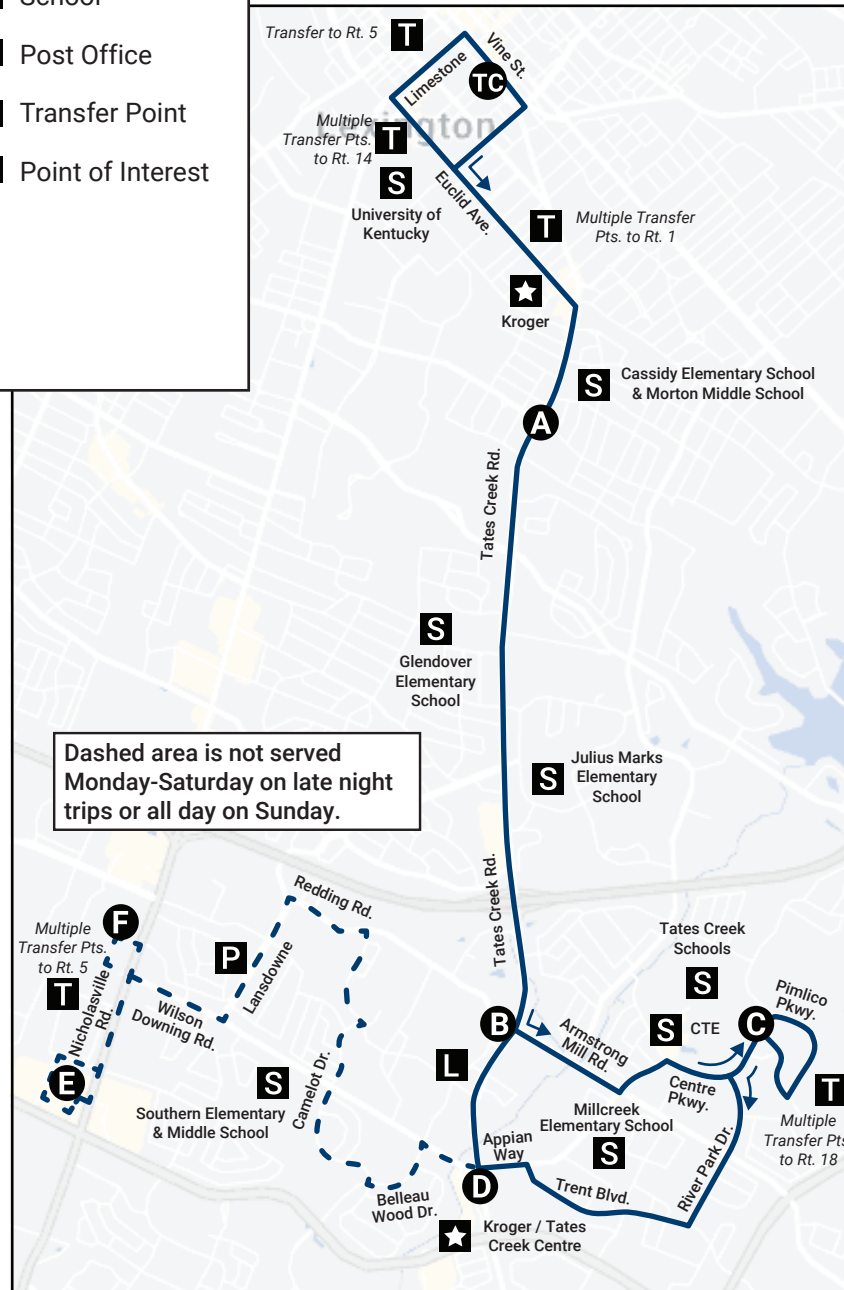 Post Office
Transfer Point
Point of Interest
Transfer to Rt. 5
T
Vine St.
Limestone
TC
Lexington
Multiple
Transfer Pts.
to Rt. 14
T
S
University of
Kentucky
Euclid Ave.
T
Multiple Transfer
Pts. to Rt. 1
Kroger
S
Cassidy Elementary School
& Morton Middle School
A
Tates Creek Rd.
S
Glendover
Elementary
School
Dashed area is not served
Monday-Saturday on late night
trips or all day on Sunday.
S
Julius Marks
Elementary
School
Tates Creek Rd.
Redding Rd.
F
Multiple
Transfer Pts.
to Rt. 5
T
P
Lansdowne
Nicholasville
Rd.
Wilson
Downing Rd.
E
S
Southern Elementary
& Middle School
Camelot Dr.
Belleau
Wood Dr.
B
L
Armstrong
Mill Rd.
Tates Creek
Schools
S
S
CTE
C
Pimlico
Pkwy.
Centre
Pkwy.
T
Multiple
Transfer Pts
to Rt. 18
Millcreek
Elementary School
S
Appian
Way
D
Trent Blvd.
River Park Dr.
Kroger / Tates
Creek Centre